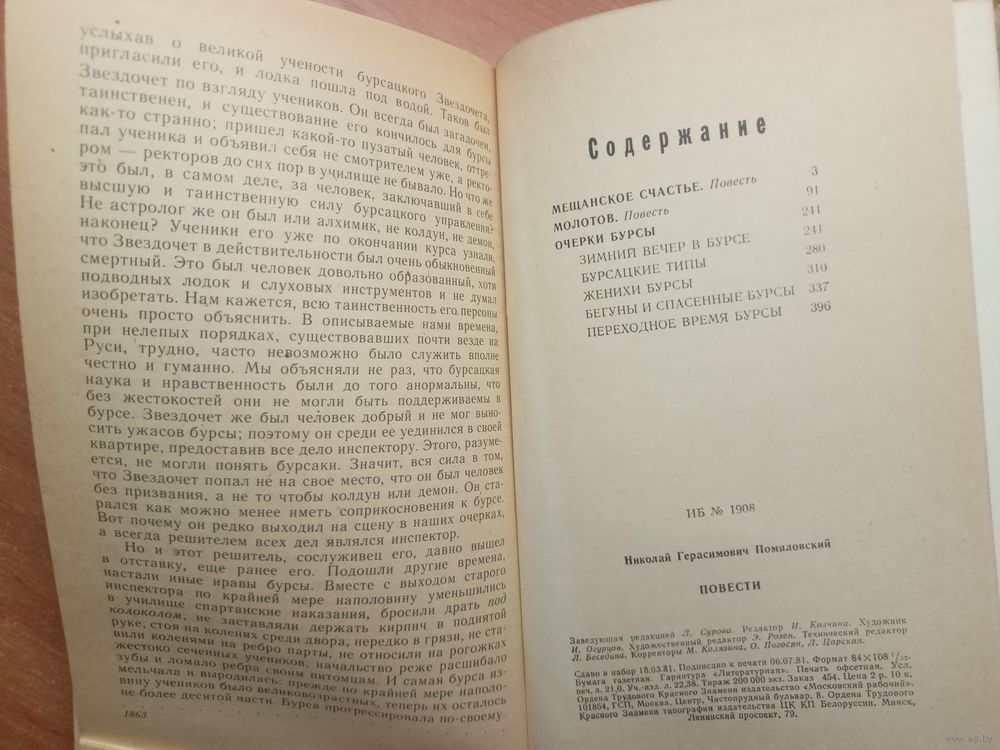 услыхав о великой учености бурсацкого Звездочета,
пригласили его, и лодка пошла под водой. Таков был
Звездочет по взгляду учеников. Он всегда был загадочен,
таинственен, и существование его кончилось для бурсы
как-то странно; пришел какой-то пузатый человек, оттре-
пал ученика и объявил себя не смотрителем уже, а ректо-
ром — ректоров до сих пор в училище не бывало. Но что же
это был, в самом деле, за человек, заключавший в себе
высшую и таинственную силу бурсацкого управления?
Не астролог же он был или алхимик, не колдун, не демон,
наконец? Ученики его уже по окончании курса узнали,
что Звездочет в действительности был очень обыкновенный
смертный. Это был человек довольно образованный, хотя
подводных лодок и слуховых инструментов и не думал
изобретать. Нам кажется, всю таинственность его персоны
очень просто объяснить. В описываемые нами времена,
при нелепых порядках, существовавших почти везде на
Руси, трудно, часто невозможно было служить вполне
честно и гуманно. Мы объясняли не раз, что бурсацкая
наука и нравственность были до того анормальны, что
без жестокостей они не могли быть поддерживаемы в
бурсе. Звездочет же был человек добрый и не мог выно-
сить ужасов бурсы; поэтому он среди ее уединился в своей
квартире, предоставив все дело инспектору. Этого, разуме-
ется, не могли понять бурсаки. Значит, вся сила в том,
что Звездочет попал не на свое место, что он был человек
без призвания, а не то чтобы колдун или демон. Он ста-
рался как можно менее иметь соприкосновения к бурсе.
Вот почему он редко выходил на сцену в наших очерках,
а всегда решителем всех дел являлся инспектор.
Но и этот решитель, сослуживец его, давно вышел
в отставку, еще ранее его. Подошли другие времена,
настали иные нравы бурсы. Вместе с выходом старого
инспектора по крайней мере наполовину уменьшились
в училище спартанские наказания, бросили драть под
колоколом, не заставляли держать кирпич в поднятой
руке, стоя на коленях среди двора, нередко в грязи, не ста-
вили коленями на ребро парты, не относили на рогожках
жестоко сеченных учеников, начальство реже расшибало
зубы и ломало ребра своим питомцам. И самая бурса из-
мельчала и выродилась: прежде по крайней мере наполо-
вину учеников было великовозрастных, теперь их осталось
не более десятой части. Бурса прогрессировала по-своему.
1863
Содержание
МЕЩАНСКОЕ СЧАСТЬЕ. Повесть 3
МОЛОТОВ. Повесть 91
ОЧЕРКИ БУРСЫ 241
ЗИМНИЙ ВЕЧЕР В БУРСЕ 241
БУРСАЦКИЕ ТИПЫ 280
ЖЕНИХИ БУРСЫ 310
БЕГУНЫ И СПАСЕННЫЕ БУРСЫ 337
ПЕРЕХОДНОЕ ВРЕМЯ БУРСЫ 396
ИБ № 1908
Николай Герасимович Помяловский
ПОВЕСТИ
Заведующая редакцией Л. Сурова. Редактор И. Колчина. Художник
И. Огурцов. Художественный редактор Э. Розен. Технический редактор
Л. Беседина. Корректоры М. Калязина, О. Погосян, Л. Царская.
Сдано в набор 18.03.81. Подписано к печати 06.07.81. Формат 84×108 1/32.
Бумага газетная. Гарнитура «Литературная». Печать офсетная. Усл.
печ. л. 21,0. Уч.-изд. л. 22,38. Тираж 200 000 экз. Заказ 454. Цена 2 р. 10 к.
Ордена Трудового Красного Знамени издательство «Московский рабочий».
101854, ГСП, Москва, Центр, Чистопрудный бульвар, 8. Ордена Трудового
Красного Знамени типография издательства ЦК КП Белоруссии. Минск,
Ленинский проспект, 79.
www.ay.by